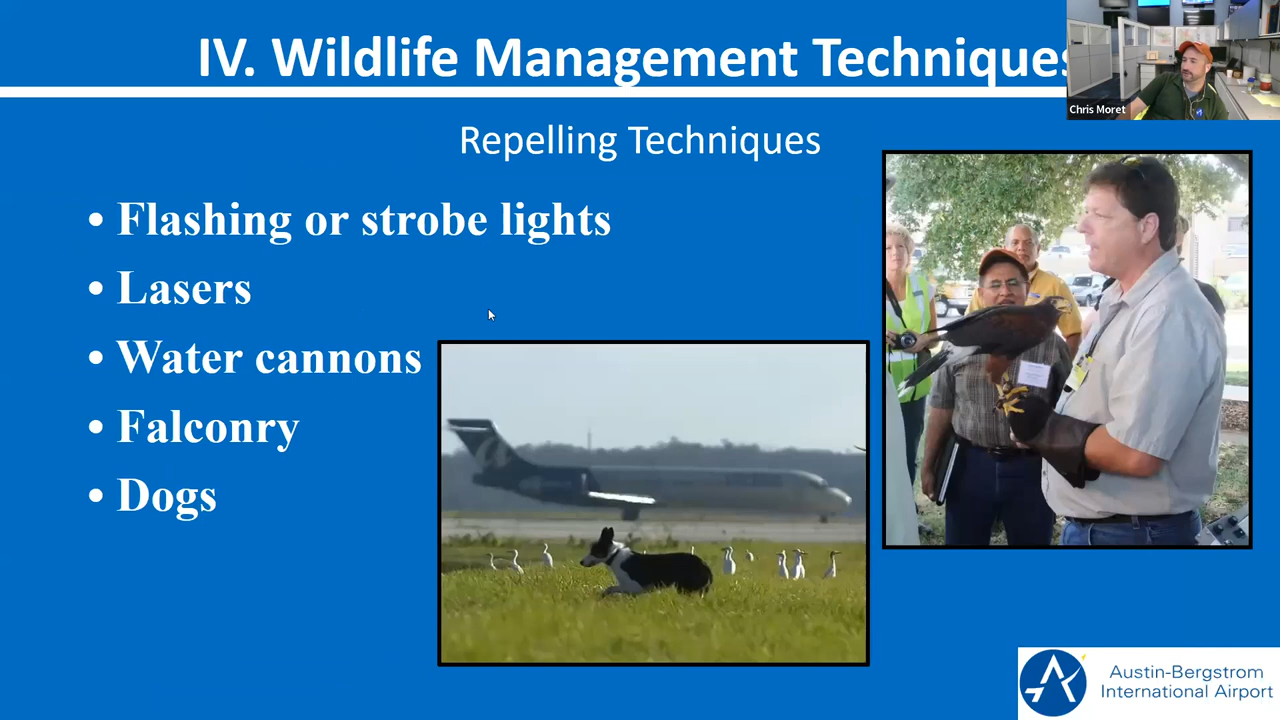 IV. Wildlife Management Techniques
Chris Moret
Repelling Techniques
• Flashing or strobe lights
• Lasers
• Water cannons
• Falconry
• Dogs
Austin-Bergstrom
International Airport